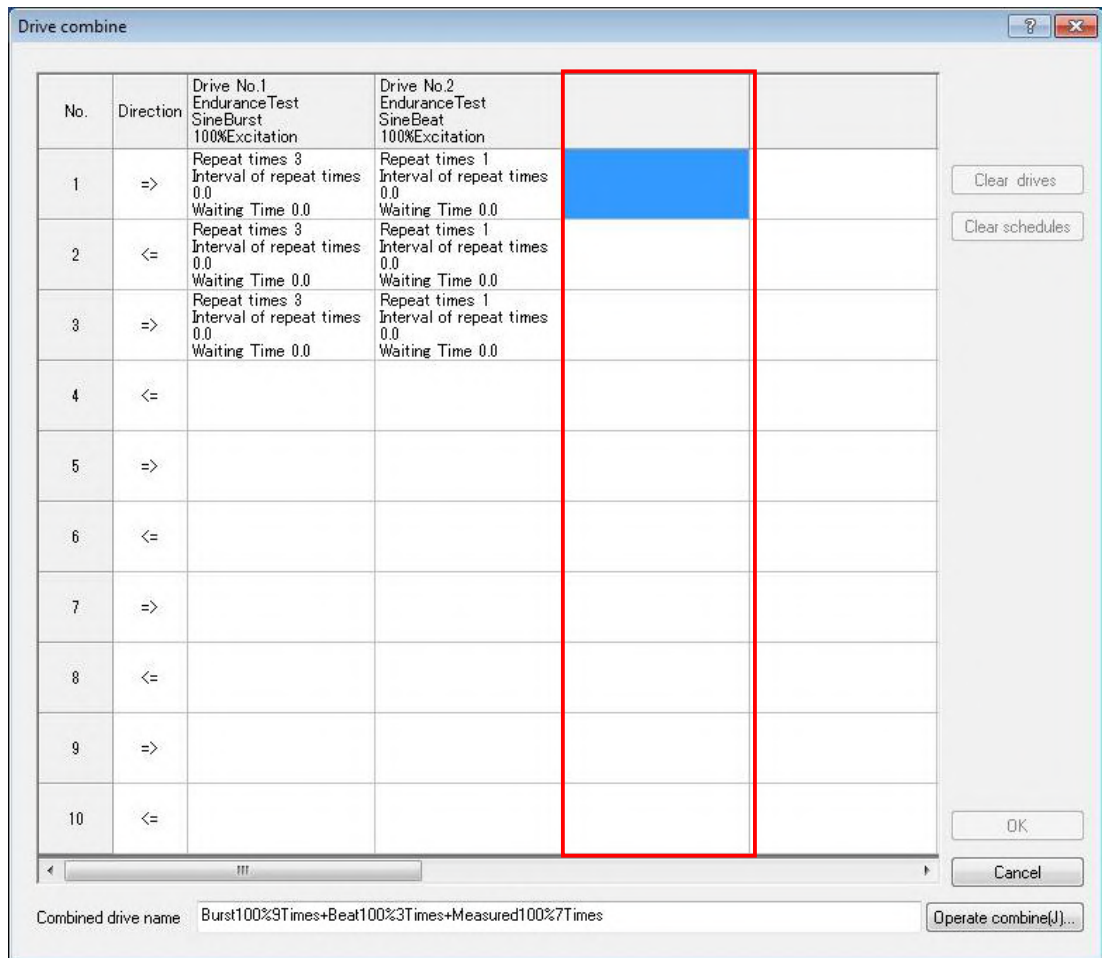 Drive combine
No.
Direction
Drive No.1
EnduranceTest
SineBurst
100%Excitation
Drive No.2
EnduranceTest
SineBeat
100%Excitation
1
=>
Repeat times 3
Interval of repeat times
0.0
Waiting Time 0.0
Repeat times 1
Interval of repeat times
0.0
Waiting Time 0.0
2
<=
Repeat times 3
Interval of repeat times
0.0
Waiting Time 0.0
Repeat times 1
Interval of repeat times
0.0
Waiting Time 0.0
3
=>
Repeat times 3
Interval of repeat times
0.0
Waiting Time 0.0
Repeat times 1
Interval of repeat times
0.0
Waiting Time 0.0
4
<=
5
=>
6
<=
7
=>
8
<=
9
=>
10
<=
Clear drives
Clear schedules
OK
Cancel
Combined drive name
Burst100%9Times+Beat100%3Times+Measured100%7Times
Operate combine(J)...